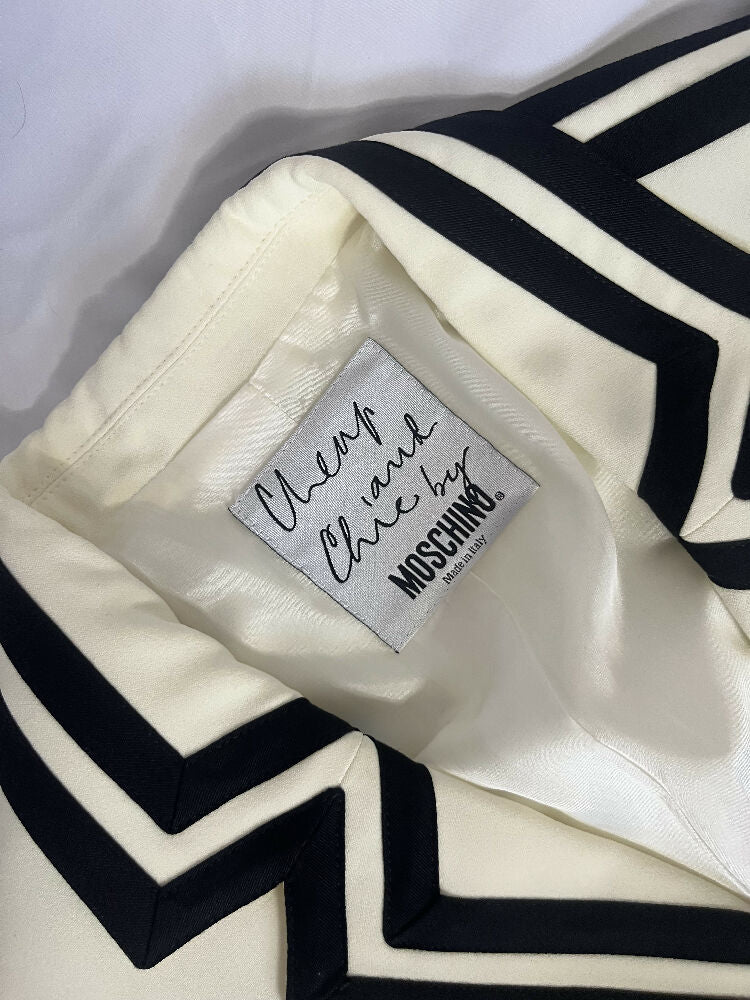 Cheap
and
Chic by
MOSCHINO®
Made in Italy